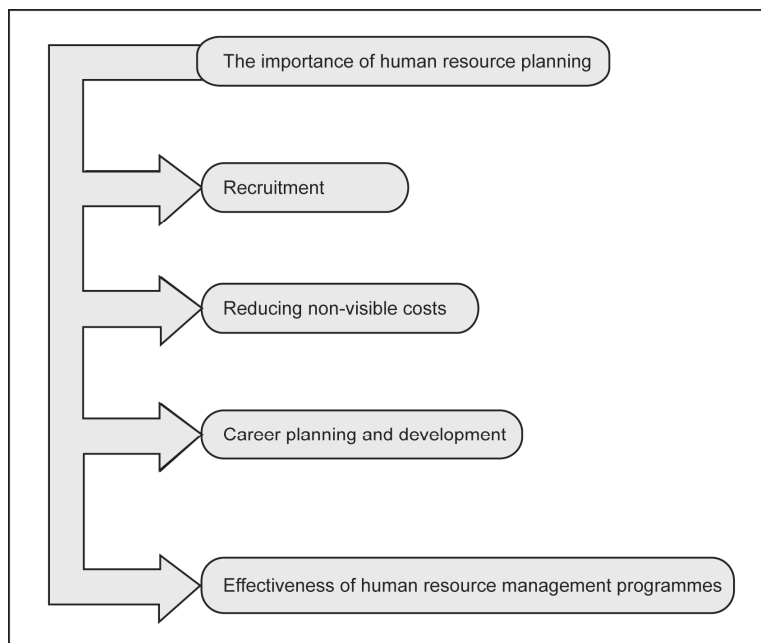 The importance of human resource planning
Recruitment
Reducing non-visible costs
Career planning and development
Effectiveness of human resource management programmes